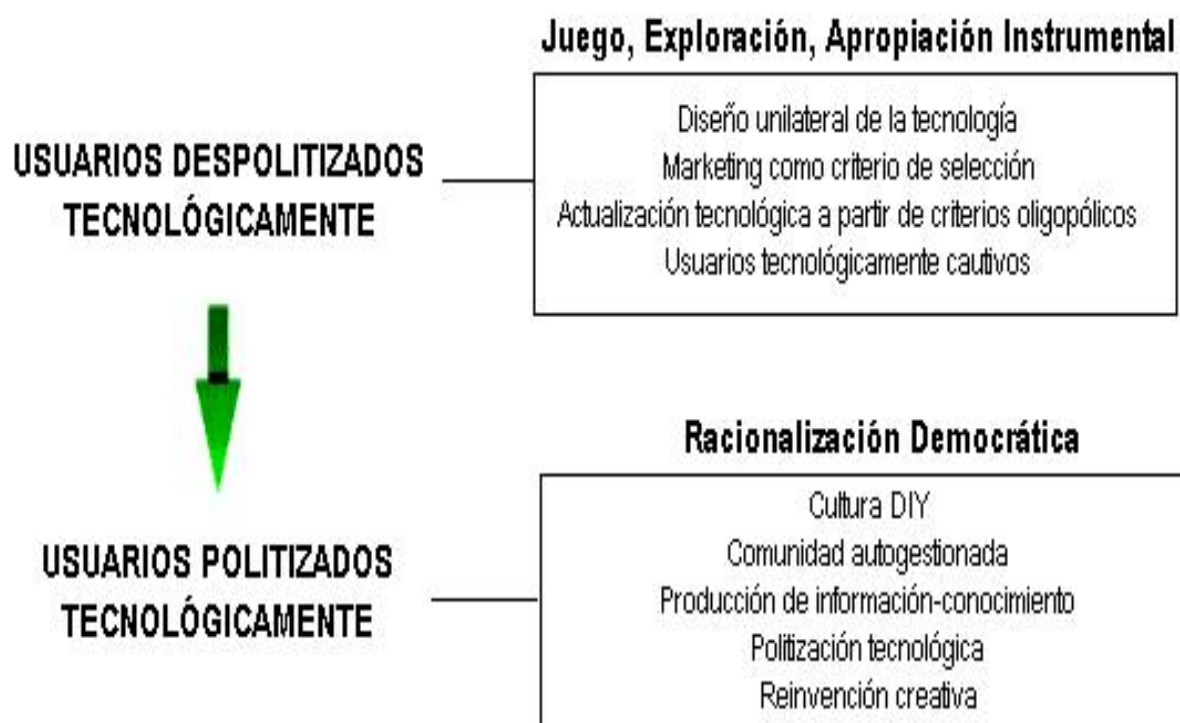 Juego, Exploración, Apropiación Instrumental
USUARIOS DESPOLITIZADOS
TECNOLÓGICAMENTE
Diseño unilateral de la tecnología
Marketing como criterio de selección
Actualización tecnológica a partir de criterios oligopólicos
Usuarios tecnológicamente cautivos
Racionalización Democrática
USUARIOS POLITIZADOS
TECNOLÓGICAMENTE
Cultura DIY
Comunidad autogestionada
Producción de información-conocimiento
Politización tecnológica
Reinvención creativa